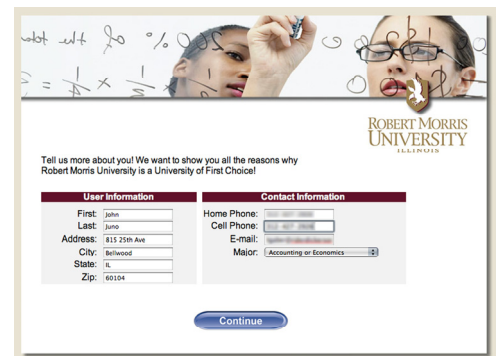 ROBERT MORRIS
UNIVERSITY
ILLINOIS
Tell us more about you! We want to show you all the reasons why
Robert Morris University is a University of First Choice!
User Information
First: John
Last: Juno
Address: 815 25th Ave
City: Bellwood
State: IL
Zip: 60104
Contact Information
Home Phone:
Cell Phone:
E-mail:
Major: Accounting or Economics
Continue